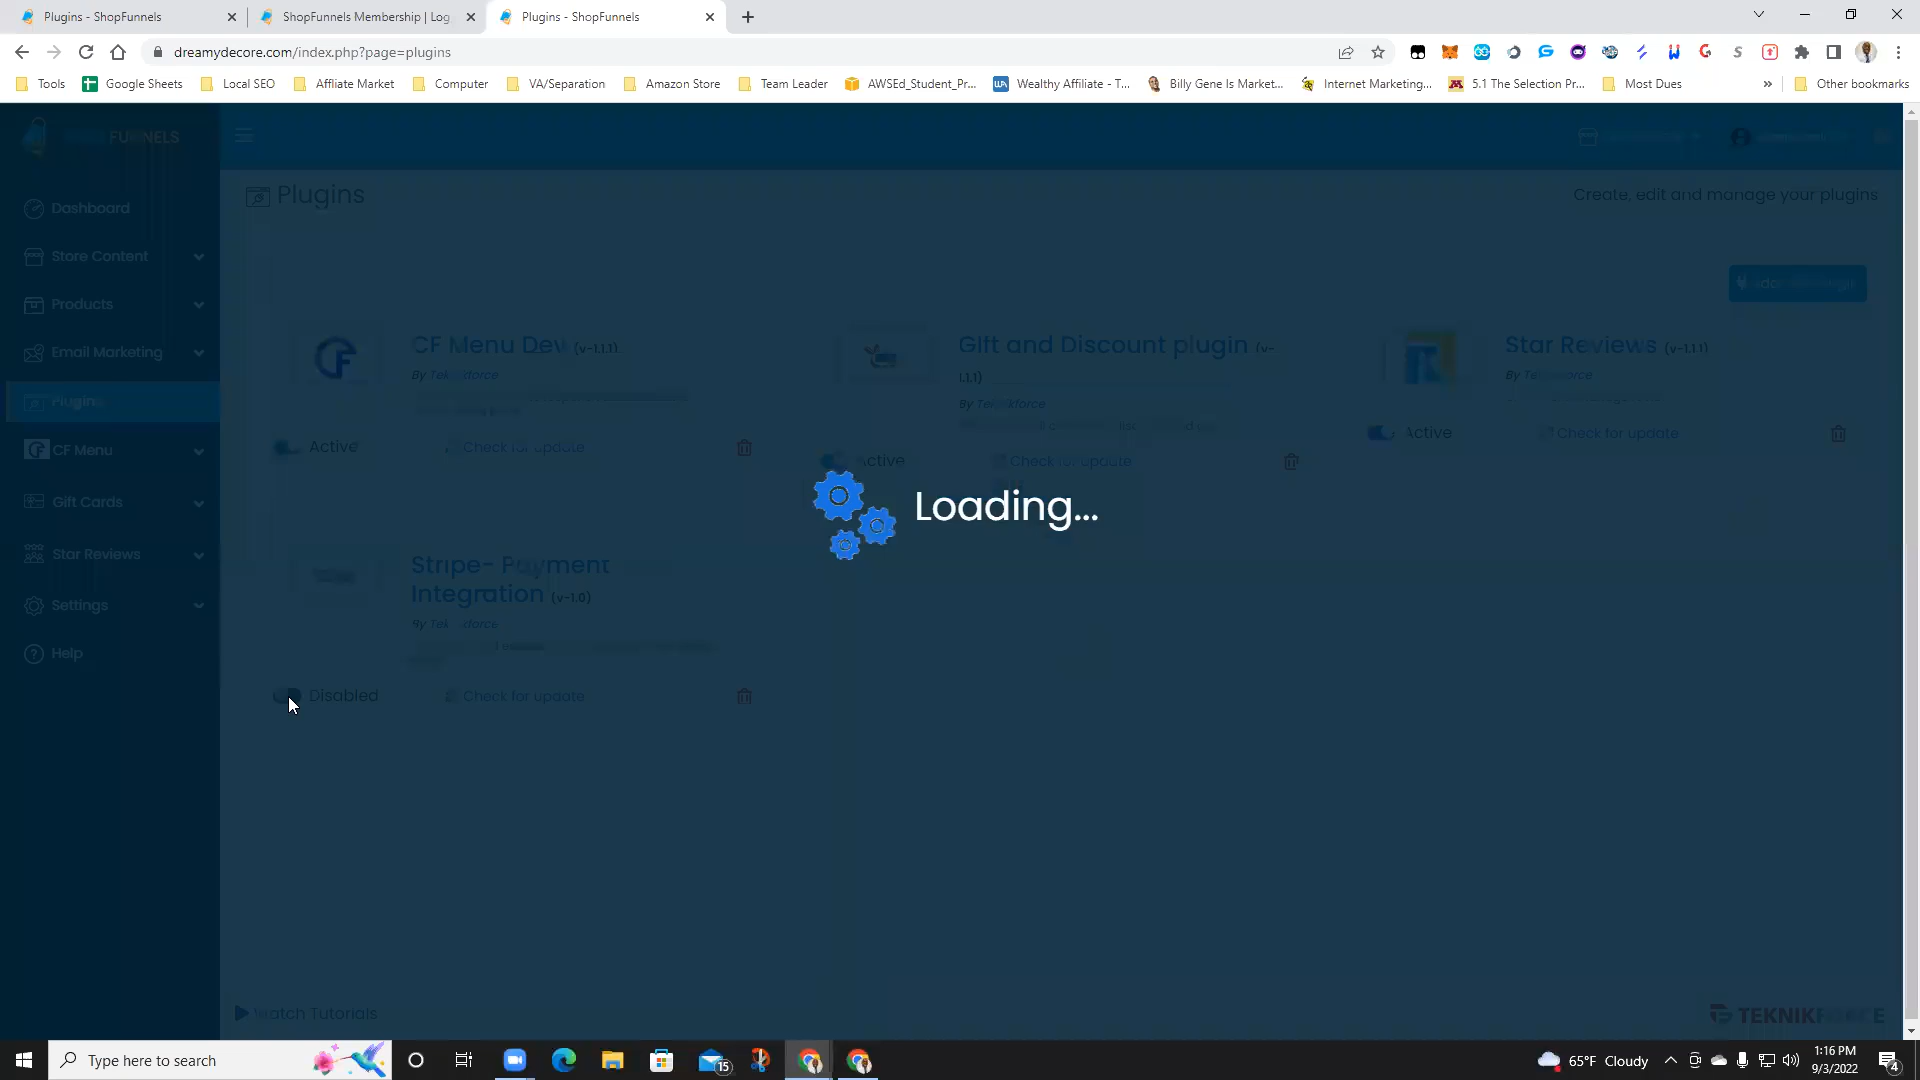 Plugins - ShopFunnels
ShopFunnels Membership | Log
Plugins - ShopFunnels
dreamydecore.com/index.php?page=plugins
Tools
Google Sheets
Local SEO
Affliate Market
Computer
VA/Separation
Amazon Store
Team Leader
AWSEd_Student_Pr...
Wealthy Affiliate - T...
Billy Gene Is Market...
Internet Marketing...
5.1 The Selection Pr...
Most Dues
»
Other bookmarks
FUNNELS
Dashboard
Store Content
Products
Email Marketing
Plugins
CF Menu
Gift Cards
Star Reviews
Settings
Help
Plugins
Create, edit and manage your plugins
CF Menu Dev (v-1.1.1)
By Teknikforce
Active
Check for update
Gift and Discount plugin (v-
1.1.1)
By Teknikforce
Active
Check for update
Star Reviews (v-1.1.1)
By Teknikforce
Active
Check for update
Loading...
Stripe- Payment
Integration (v-1.0)
By Teknikforce
Disabled
Check for update
Watch Tutorials
TEKNIKFORCE
Type here to search
15
65°F Cloudy
1:16 PM
9/3/2022
4